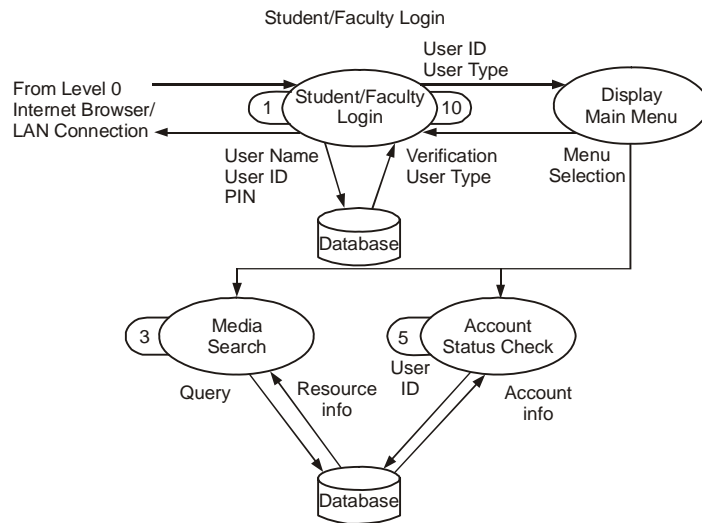 Student/Faculty Login
User ID
User Type
From Level 0
Internet Browser/
LAN Connection
1
Student/Faculty
Login
10
Display
Main Menu
User Name
User ID
PIN
Verification
User Type
Menu
Selection
Database
3
Media
Search
5
Account
Status Check
User
ID
Query
Resource
info
Account
info
Database